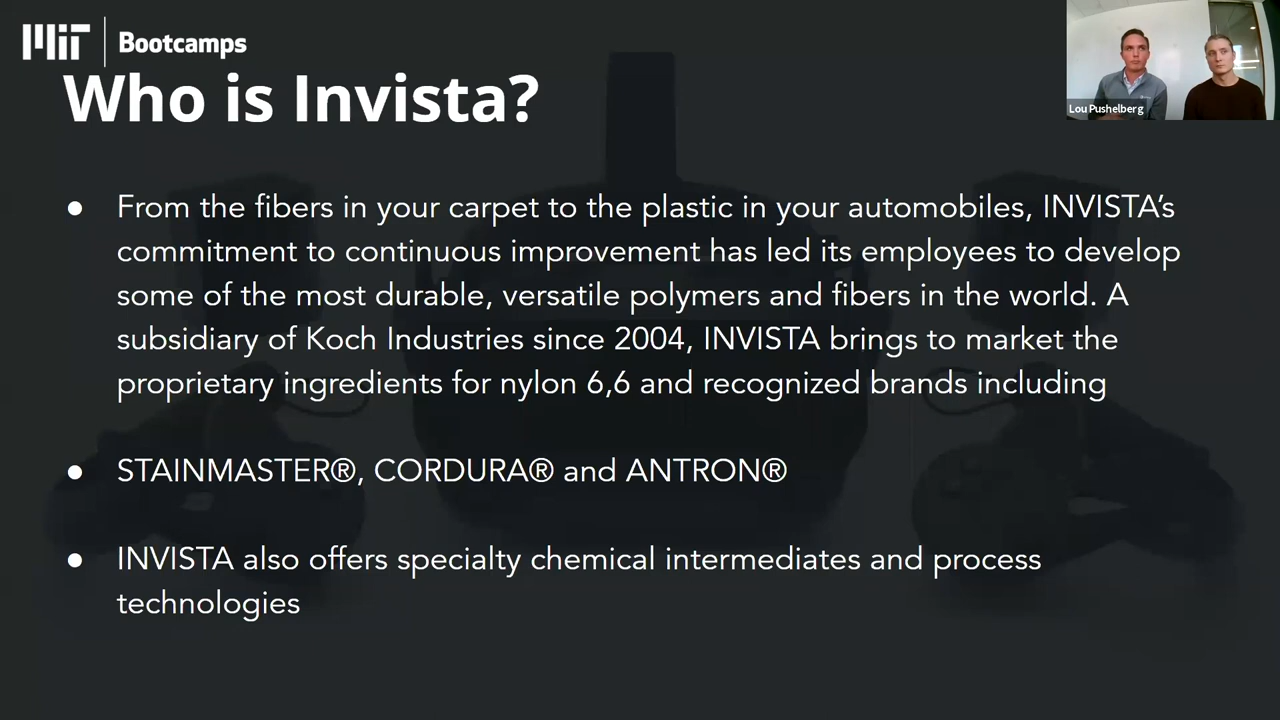 MIT Bootcamps
Lou Pushelberg
Who is Invista?
● From the fibers in your carpet to the plastic in your automobiles, INVISTA’s
commitment to continuous improvement has led its employees to develop
some of the most durable, versatile polymers and fibers in the world. A
subsidiary of Koch Industries since 2004, INVISTA brings to market the
proprietary ingredients for nylon 6,6 and recognized brands including
● STAINMASTER®, CORDURA® and ANTRON®
● INVISTA also offers specialty chemical intermediates and process
technologies